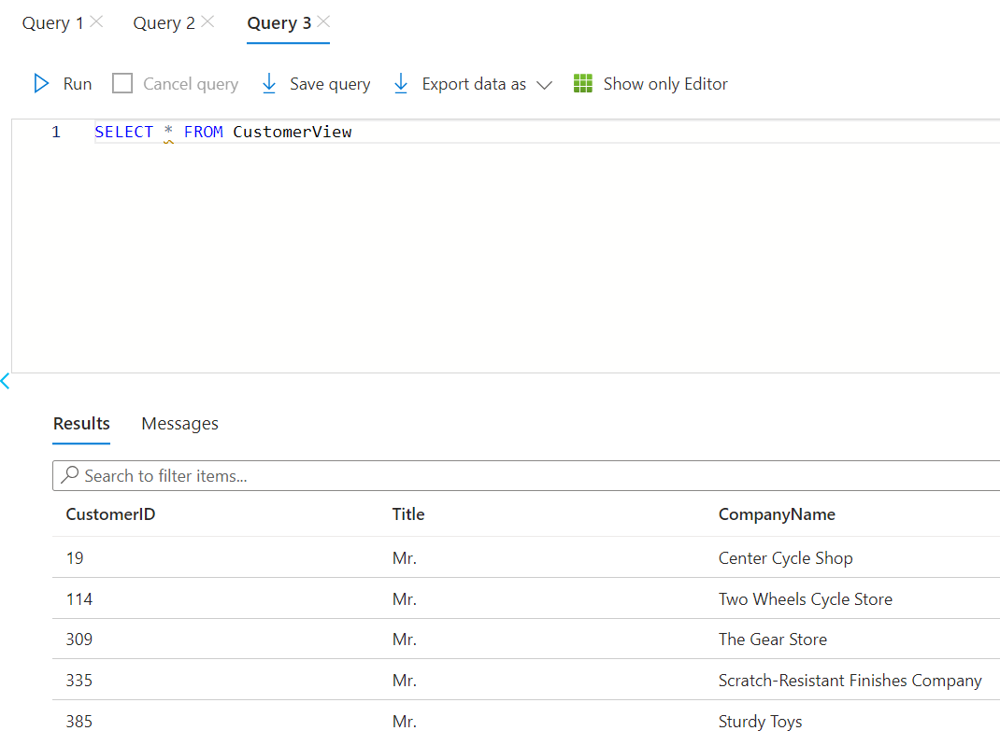 Query 1 Query 2 Query 3
Run Cancel query Save query Export data as Show only Editor
1 SELECT * FROM CustomerView
Results Messages
Search to filter items...
CustomerID Title CompanyName
19 Mr. Center Cycle Shop
114 Mr. Two Wheels Cycle Store
309 Mr. The Gear Store
335 Mr. Scratch-Resistant Finishes Company
385 Mr. Sturdy Toys